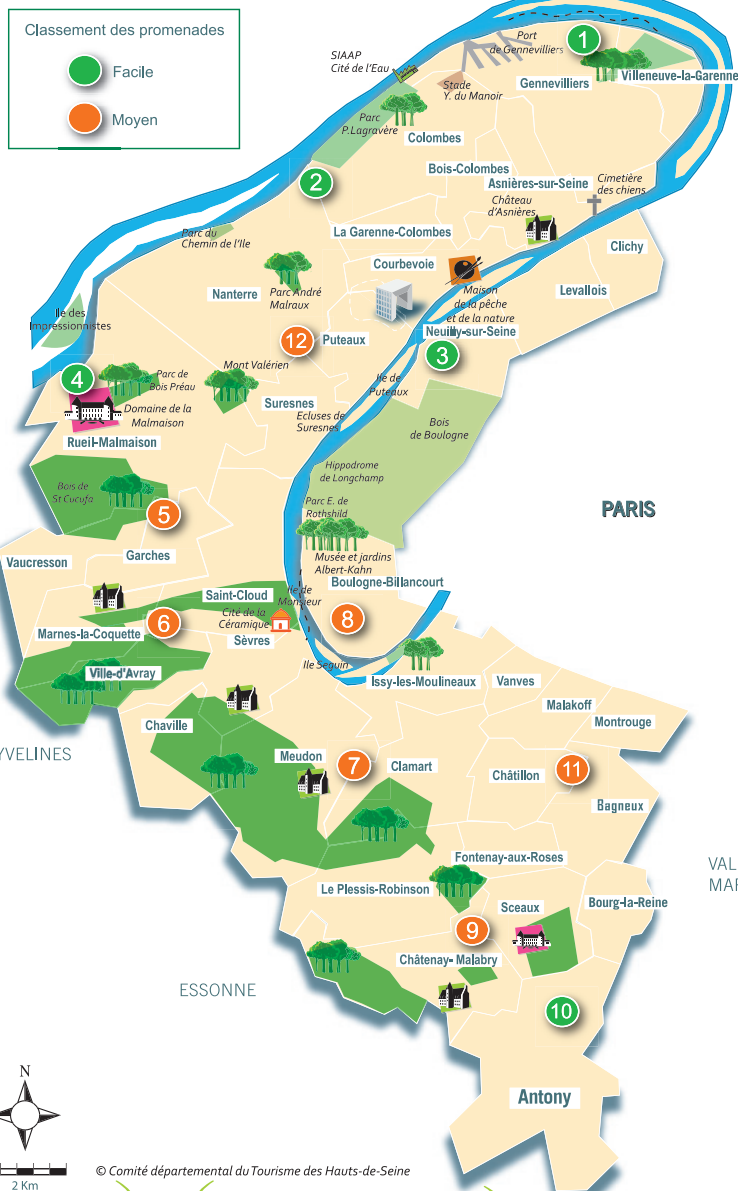 Classement des promenades
Facile
Moyen
1
Port
de Gennevilliers
SIAAP
Cité de l'Eau
Stade
Y. du Manoir
Gennevilliers
Villeneuve-la-Garenne
Parc
P.Lagravère
Colombes
2
Bois-Colombes
Asnières-sur-Seine
Cimetière
des chiens
Château
d'Asnières
Parc du
Chemin de l'Ile
La Garenne-Colombes
Clichy
Courbevoie
Levallois
Nanterre
Parc André
Malraux
Maison
de la pêche
et de la nature
Ile des
Impressionnistes
12
Puteaux
Neuilly-sur-Seine
3
4
Parc de
Bois Préau
Mont Valérien
Ile de
Puteaux
Domaine de la
Malmaison
Suresnes
Ecluses de
Suresnes
Bois
de Boulogne
Rueil-Malmaison
Hippodrome
de Longchamp
Bois de
St Cucufa
5
Parc E. de
Rothshild
PARIS
Vaucresson
Garches
Musée et jardins
Albert-Kahn
Boulogne-Billancourt
Saint-Cloud
Ile de
Monsieur
Cité de la
Céramique
8
6
Marnes-la-Coquette
Sèvres
Ile Seguin
Ville-d'Avray
Issy-les-Moulineaux
Vanves
Malakoff
Montrouge
Chaville
YVELINES
Meudon
7
Clamart
Châtillon
11
Bagneux
Fontenay-aux-Roses
VAL
MAR
Le Plessis-Robinson
Sceaux
Bourg-la-Reine
9
Châtenay- Malabry
ESSONNE
10
N
Antony
2 Km
© Comité départemental du Tourisme des Hauts-de-Seine